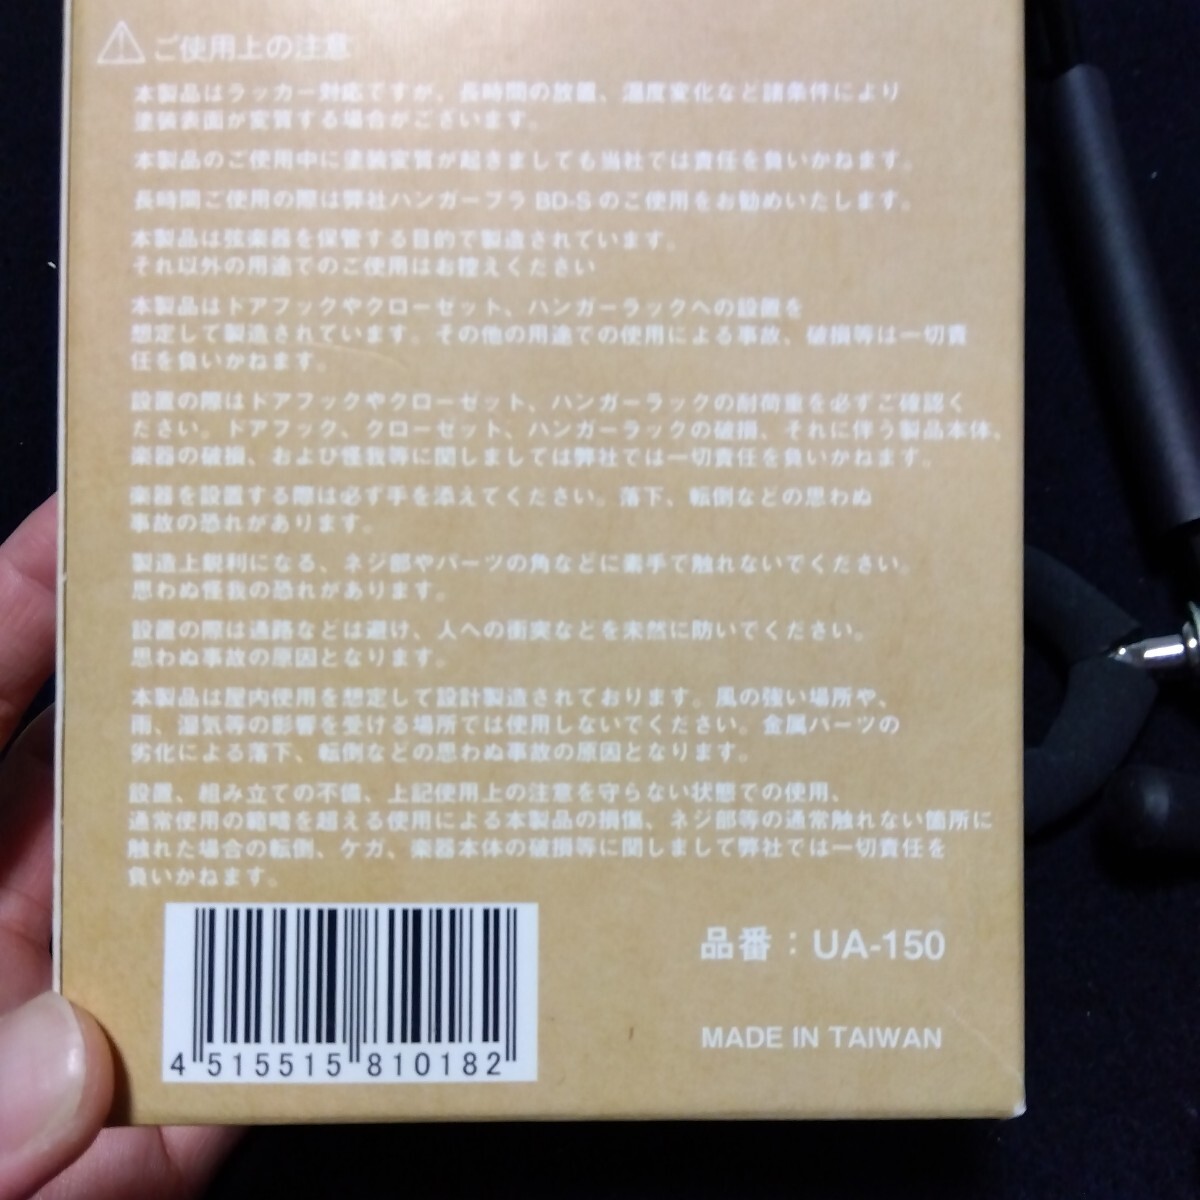 ご使用上の注意
本製品はラッカー対応ですが、長時間の放置、温度変化など諸条件により
塗装表面が変質する場合がございます。
本製品のご使用中に塗装変質が起きましても当社では責任を負いかねます。
長時間ご使用の際は弊社ハンガープラ BD-S のご使用をお勧めいたします。
本製品は弦楽器を保管する目的で製造されています。
それ以外の用途でのご使用はお控えください
本製品はドアフックやクローゼット、ハンガーラックへの設置を
想定して製造されています。その他の用途での使用による事故、破損等は一切責
任を負いかねます。
設置の際はドアフックやクローゼット、ハンガーラックの耐荷重を必ずご確認く
ださい。ドアフック、クローゼット、ハンガーラックの破損、それに伴う製品本体、
楽器の破損、および怪我等に関しましては弊社では一切責任を負いかねます。
楽器を設置する際は必ず手を添えてください。落下、転倒などの思わぬ
事故の恐れがあります。
製造上鋭利になる、ネジ部やパーツの角などに素手で触れないでください。
思わぬ怪我の恐れがあります。
設置の際は通路などは避け、人への衝突などを未然に防いでください。
思わぬ事故の原因となります。
本製品は屋内使用を想定して設計製造されております。風の強い場所や、
雨、湿気等の影響を受ける場所では使用しないでください。金属パーツの
劣化による落下、転倒などの思わぬ事故の原因となります。
設置、組み立ての不備、上記使用上の注意を守らない状態での使用、
通常使用の範疇を超える使用による本製品の損傷、ネジ部等の通常触れない箇所に
触れた場合の転倒、ケガ、楽器本体の破損等に関しまして弊社では一切責任を
負いかねます。
品番：UA-150
MADE IN TAIWAN
4 515515 810182